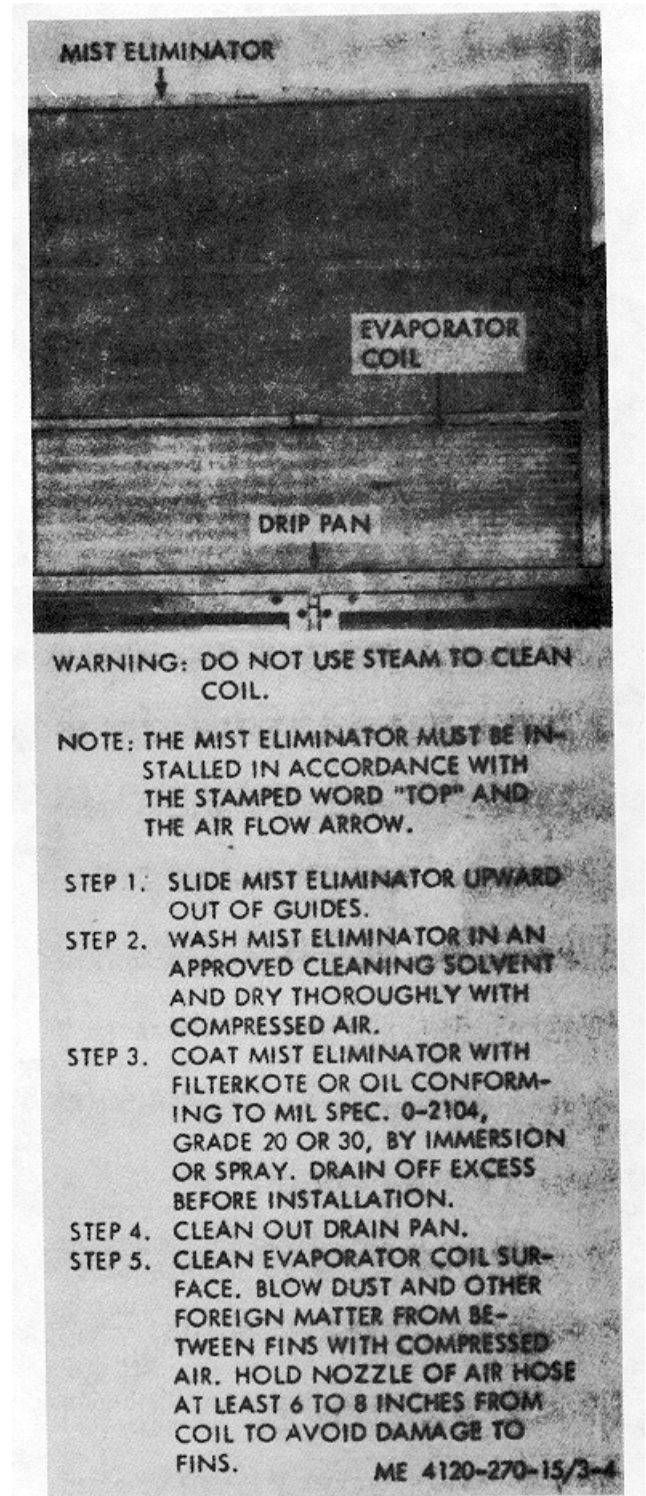 MIST ELIMINATOR
EVAPORATOR
COIL
DRIP PAN
WARNING: DO NOT USE STEAM TO CLEAN
COIL.
NOTE: THE MIST ELIMINATOR MUST BE IN-
STALLED IN ACCORDANCE WITH
THE STAMPED WORD "TOP" AND
THE AIR FLOW ARROW.
STEP 1. SLIDE MIST ELIMINATOR UPWARD
OUT OF GUIDES.
STEP 2. WASH MIST ELIMINATOR IN AN
APPROVED CLEANING SOLVENT
AND DRY THOROUGHLY WITH
COMPRESSED AIR.
STEP 3. COAT MIST ELIMINATOR WITH
FILTERKOTE OR OIL CONFORM-
ING TO MIL SPEC. 0-2104,
GRADE 20 OR 30, BY IMMERSION
OR SPRAY. DRAIN OFF EXCESS
BEFORE INSTALLATION.
STEP 4. CLEAN OUT DRAIN PAN.
STEP 5. CLEAN EVAPORATOR COIL SUR-
FACE. BLOW DUST AND OTHER
FOREIGN MATTER FROM BE-
TWEEN FINS WITH COMPRESSED
AIR. HOLD NOZZLE OF AIR HOSE
AT LEAST 6 TO 8 INCHES FROM
COIL TO AVOID DAMAGE TO
FINS.
ME 4120-270-15/3-4